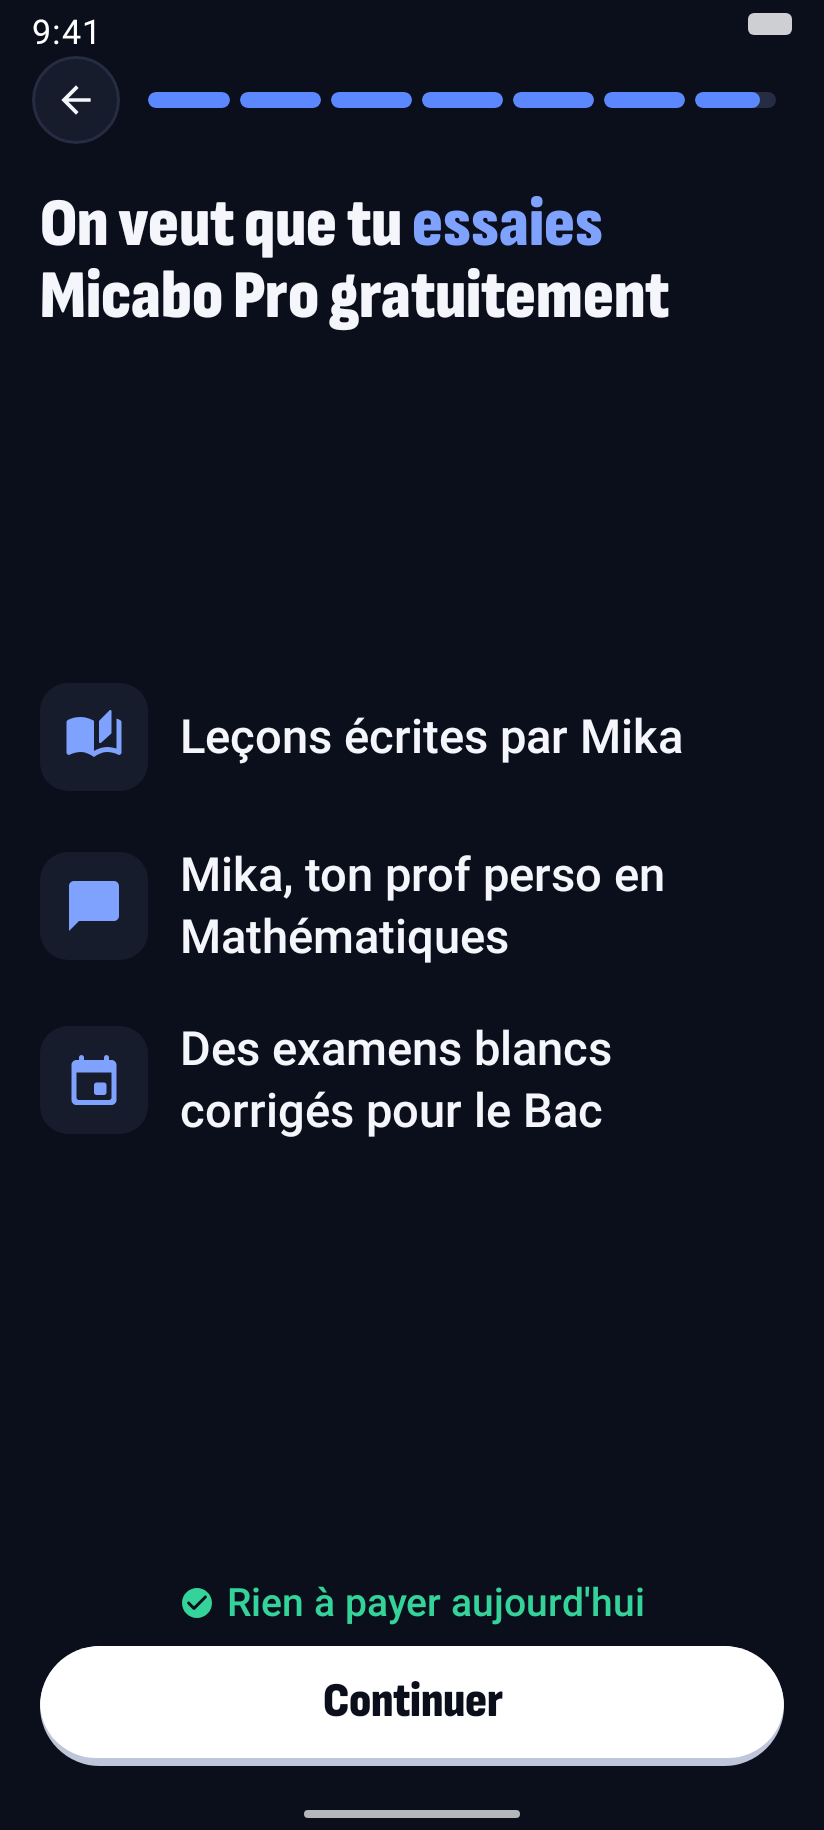 9:41
On veut que tu essaies
Micabo Pro gratuitement
Leçons écrites par Mika
Mika, ton prof perso en
Mathématiques
Des examens blancs
corrigés pour le Bac
Rien à payer aujourd'hui
Continuer